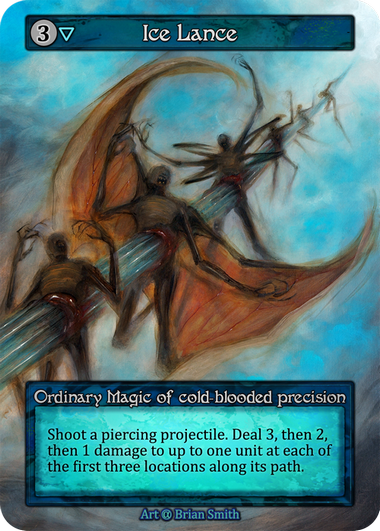 3 Ice Lance
Ordinary Magic of cold-blooded precision
Shoot a piercing projectile. Deal 3, then 2,
then 1 damage to up to one unit at each of
the first three locations along its path.
Art @ Brian Smith